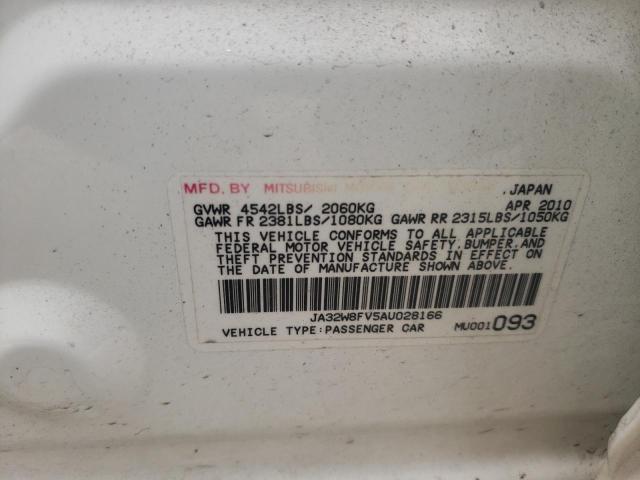 MFD. BY MITSUBISHI , JAPAN
GVWR 4542LBS/ 2060KG APR 2010
GAWR FR 2381LBS/1080KG GAWR RR 2315LBS/1050KG
THIS VEHICLE CONFORMS TO ALL APPLICABLE
FEDERAL MOTOR VEHICLE SAFETY,BUMPER,AND
THEFT PREVENTION STANDARDS IN EFFECT ON
THE DATE OF MANUFACTURE SHOWN ABOVE.
JA32W8FV5AU028166
VEHICLE TYPE:PASSENGER CAR MU001 093